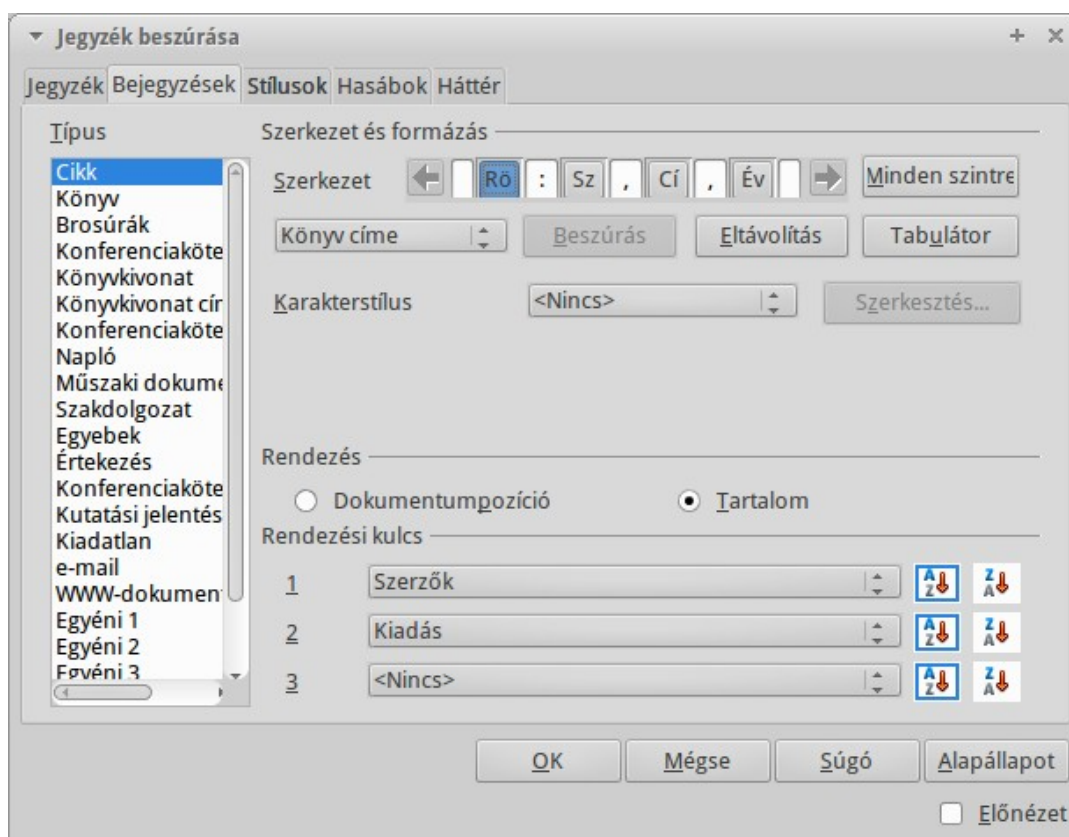 Jegyzék beszúrása
Jegyzék Bejegyzések Stílusok Hasábok Háttér
Típus
Cikk
Könyv
Brosúrák
Konferenciaköte
Könyvkivonat
Könyvkivonat cír
Konferenciaköte
Napló
Műszaki dokume
Szakdolgozat
Egyebek
Értekezés
Konferenciaköte
Kutatási jelentés
Kiadatlan
e-mail
WWW-dokumen
Egyéni 1
Egyéni 2
Egyéni 3
Szerkezet és formázás
Szerkezet Rö : Sz , Cí , Év Minden szintre
Könyv címe Beszúrás Eltávolítás Tabulátor
Karakterstílus <Nincs> Szerkesztés...
Rendezés
Dokumentumpozíció Tartalom
Rendezési kulcs
1 Szerzők A Z Z A
2 Kiadás A Z Z A
3 <Nincs> A Z Z A
OK Mégse Súgó Alapállapot
Előnézet